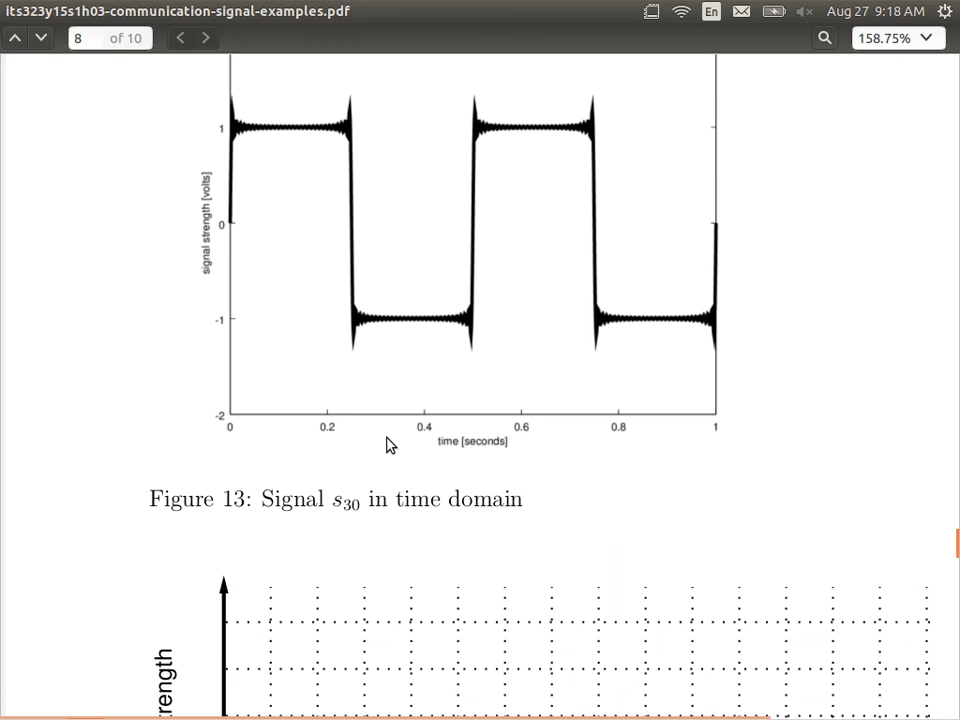 its323y15s1h03-communication-signal-examples.pdf
En
Aug 27 9:18 AM
8 of 10
158.75%
1
0
-1
-2
signal strength [volts]
0 0.2 0.4 0.6 0.8 1
time [seconds]
Figure 13: Signal s30 in time domain